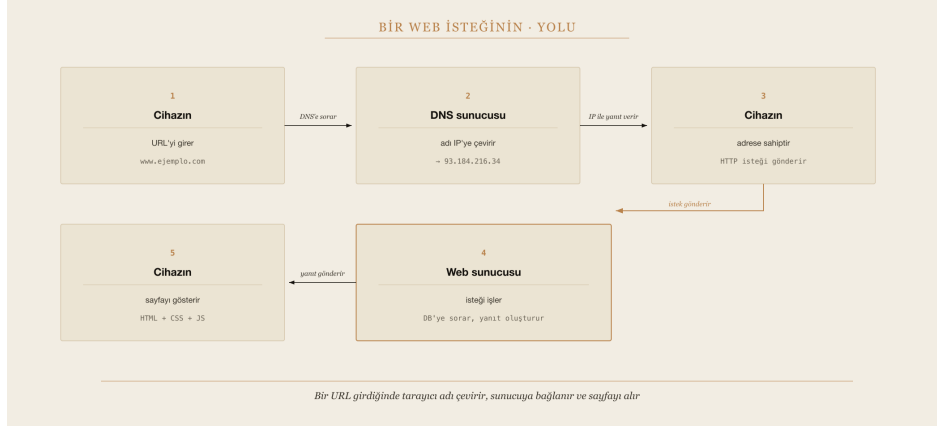 BİR WEB İSTEĞİNİN · YOLU
1
Cihazın
URL'yi girer
www.ejemplo.com
DNS'e sorar
2
DNS sunucusu
adı IP'ye çevirir
→ 93.184.216.34
IP ile yanıt verir
3
Cihazın
adrese sahiptir
HTTP isteği gönderir
istek gönderir
4
Web sunucusu
isteği işler
DB'ye sorar, yanıt oluşturur
yanıt gönderir
5
Cihazın
sayfayı gösterir
HTML + CSS + JS
Bir URL girdiğinde tarayıcı adı çevirir, sunucuya bağlanır ve sayfayı alır